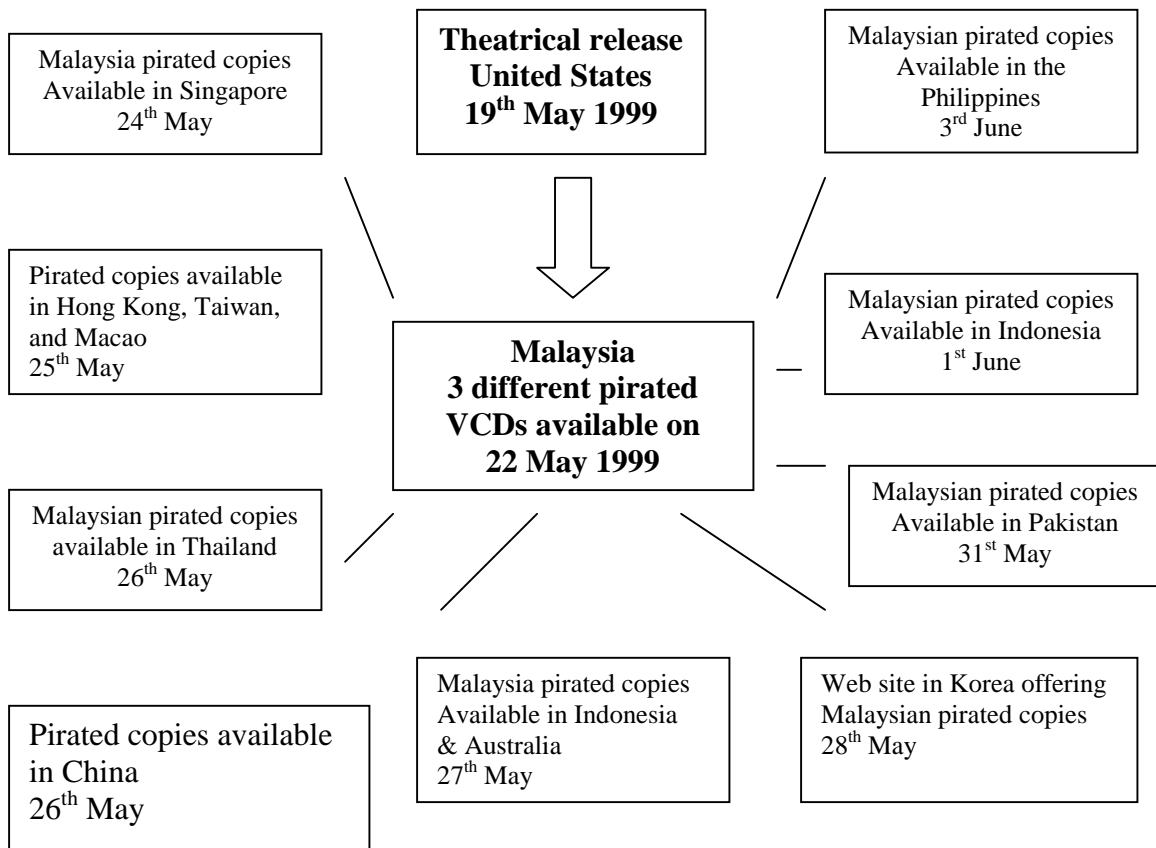 Malaysia pirated copies
Available in Singapore
24th May
Theatrical release
United States
19th May 1999
Malaysian pirated copies
Available in the
Philippines
3rd June
Pirated copies available
in Hong Kong, Taiwan,
and Macao
25th May
Malaysia
3 different pirated
VCDs available on
22 May 1999
Malaysian pirated copies
Available in Indonesia
1st June
Malaysian pirated copies
available in Thailand
26th May
Malaysian pirated copies
Available in Pakistan
31st May
Pirated copies available
in China
26th May
Malaysia pirated copies
Available in Indonesia
& Australia
27th May
Web site in Korea offering
Malaysian pirated copies
28th May